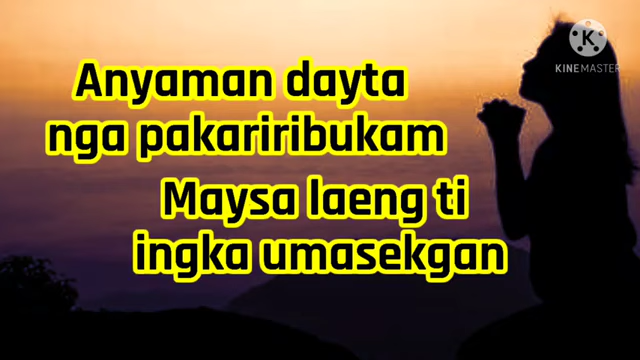 KINEMASTER
Anyaman dayta
nga pakariribukam
Maysa laeng ti
ingka umasekgan